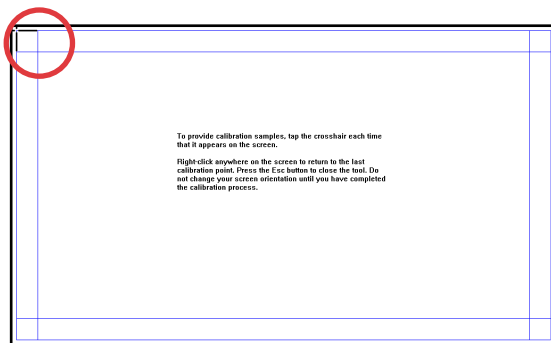 To provide calibration samples, tap the crosshair each time
that it appears on the screen.
Right-click anywhere on the screen to return to the last
calibration point. Press the Esc button to close the tool. Do
not change your screen orientation until you have completed
the calibration process.